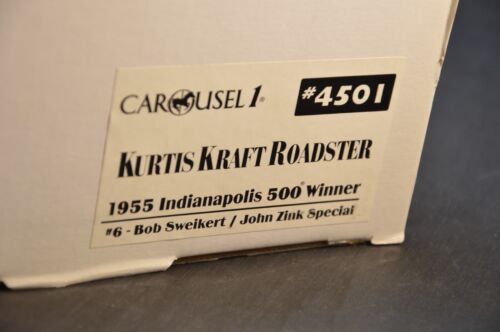 CAROUSEL 1® #4501
KURTIS KRAFT ROADSTER
1955 Indianapolis 500® Winner
#6 - Bob Sweikert / John Zink Special